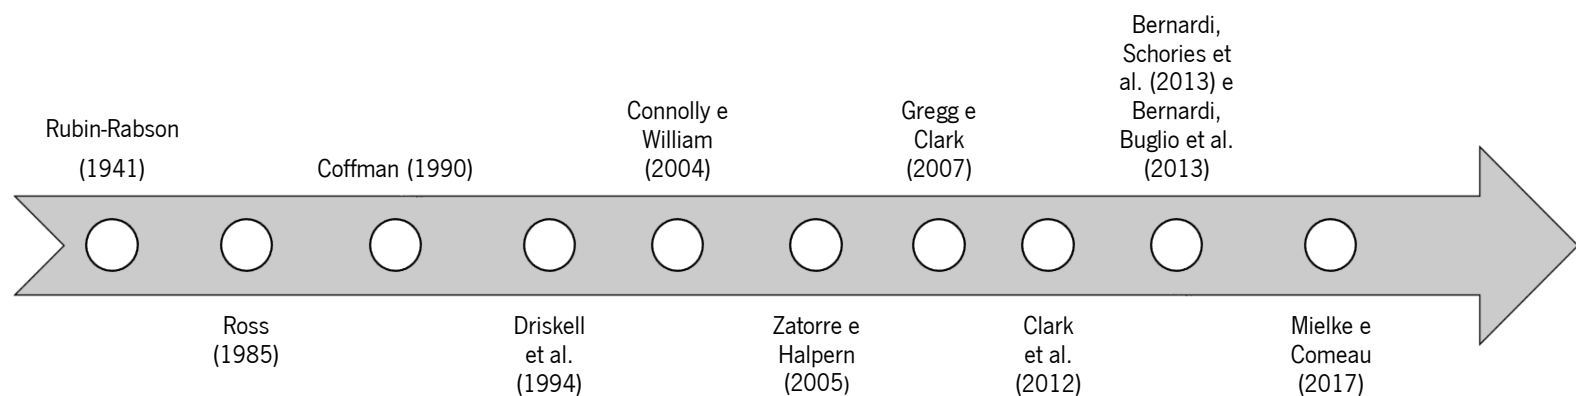 Rubin-Rabson
(1941)
Ross
(1985)
Coffman (1990)
Driskell
et al.
(1994)
Connolly e
William
(2004)
Zatorre e
Halpern
(2005)
Gregg e
Clark
(2007)
Clark
et al.
(2012)
Bernardi,
Schories et
al. (2013) e
Bernardi,
Buglio et al.
(2013)
Mielke e
Comeau
(2017)